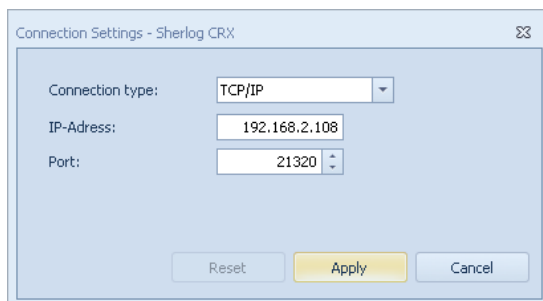 Connection Settings - Sherlog CRX
Connection type: TCP/IP
IP-Adress: 192.168.2.108
Port: 21320
Reset Apply Cancel